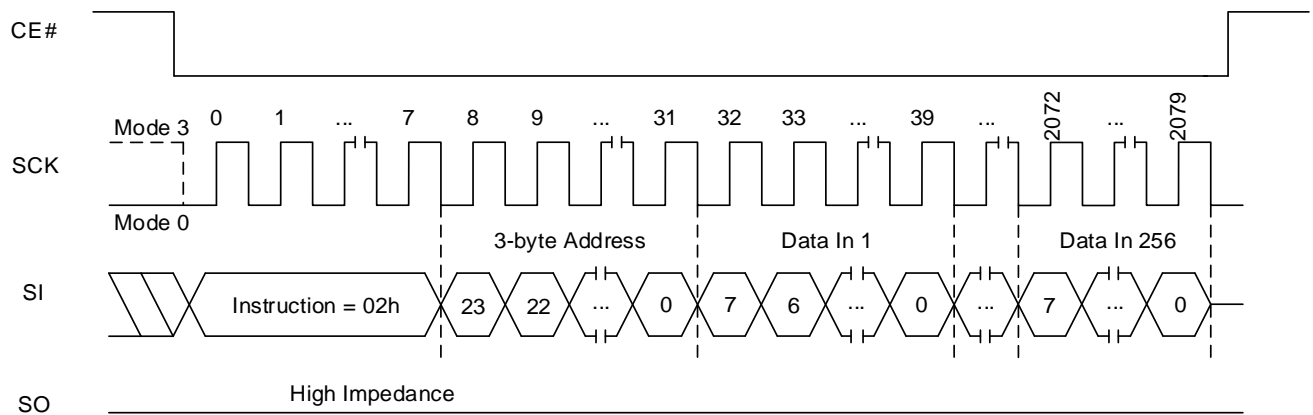 CE#
Mode 3
0 1 ... 7 8 9 ... 31 32 33 ... 39 ... 2072 ... 2079
SCK
Mode 0
3-byte Address Data In 1 Data In 256
SI
Instruction = 02h 23 22 ... 0 7 6 ... 0 ... 7 ... 0
High Impedance
SO